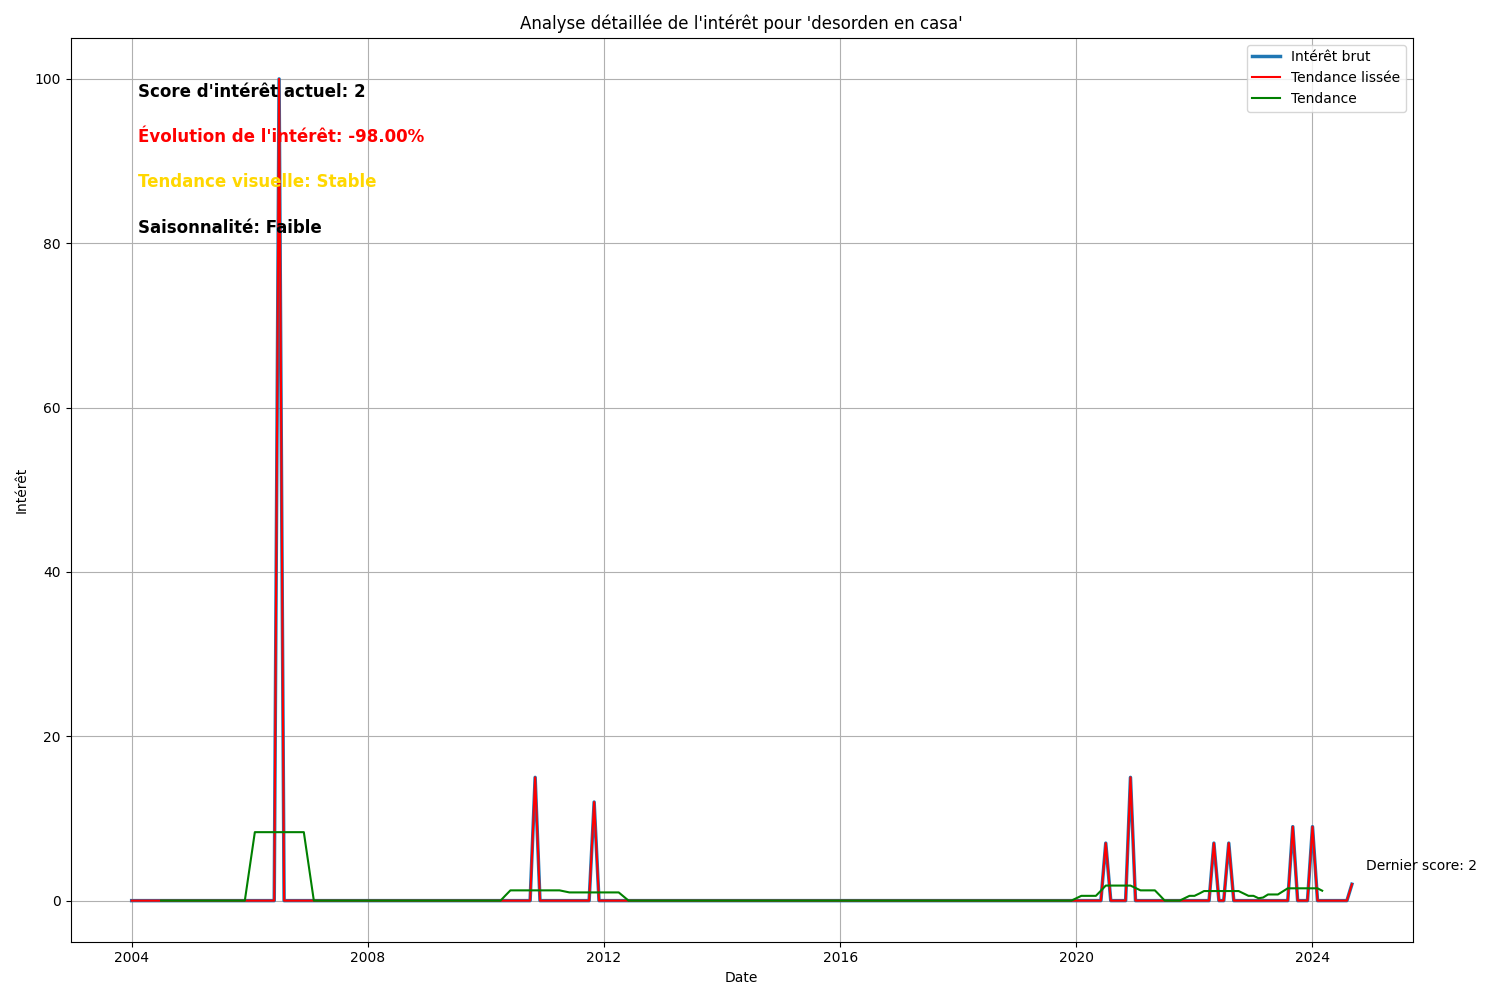 Analyse détaillée de l'intérêt pour 'desorden en casa'
Intérêt brut
Tendance lissée
Tendance
Score d'intérêt actuel: 2
Évolution de l'intérêt: -98.00%
Tendance visuelle: Stable
Saisonnalité: Faible
Intérêt
100
80
60
40
20
0
Dernier score: 2
2004 2008 2012 2016 2020 2024
Date